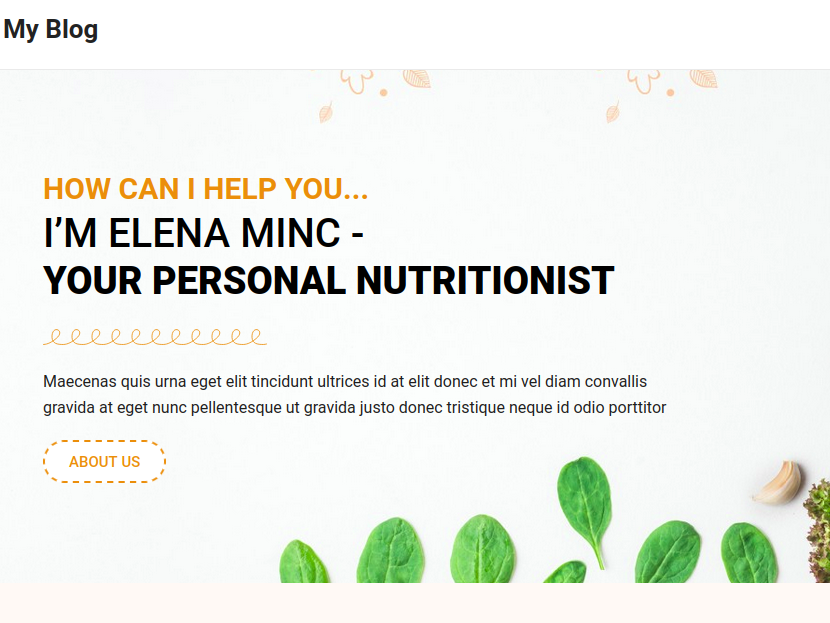 My Blog
HOW CAN I HELP YOU...
I’M ELENA MINC -
YOUR PERSONAL NUTRITIONIST
Maecenas quis urna eget elit tincidunt ultrices id at elit donec et mi vel diam convallis
gravida at eget nunc pellentesque ut gravida justo donec tristique neque id odio porttitor
ABOUT US